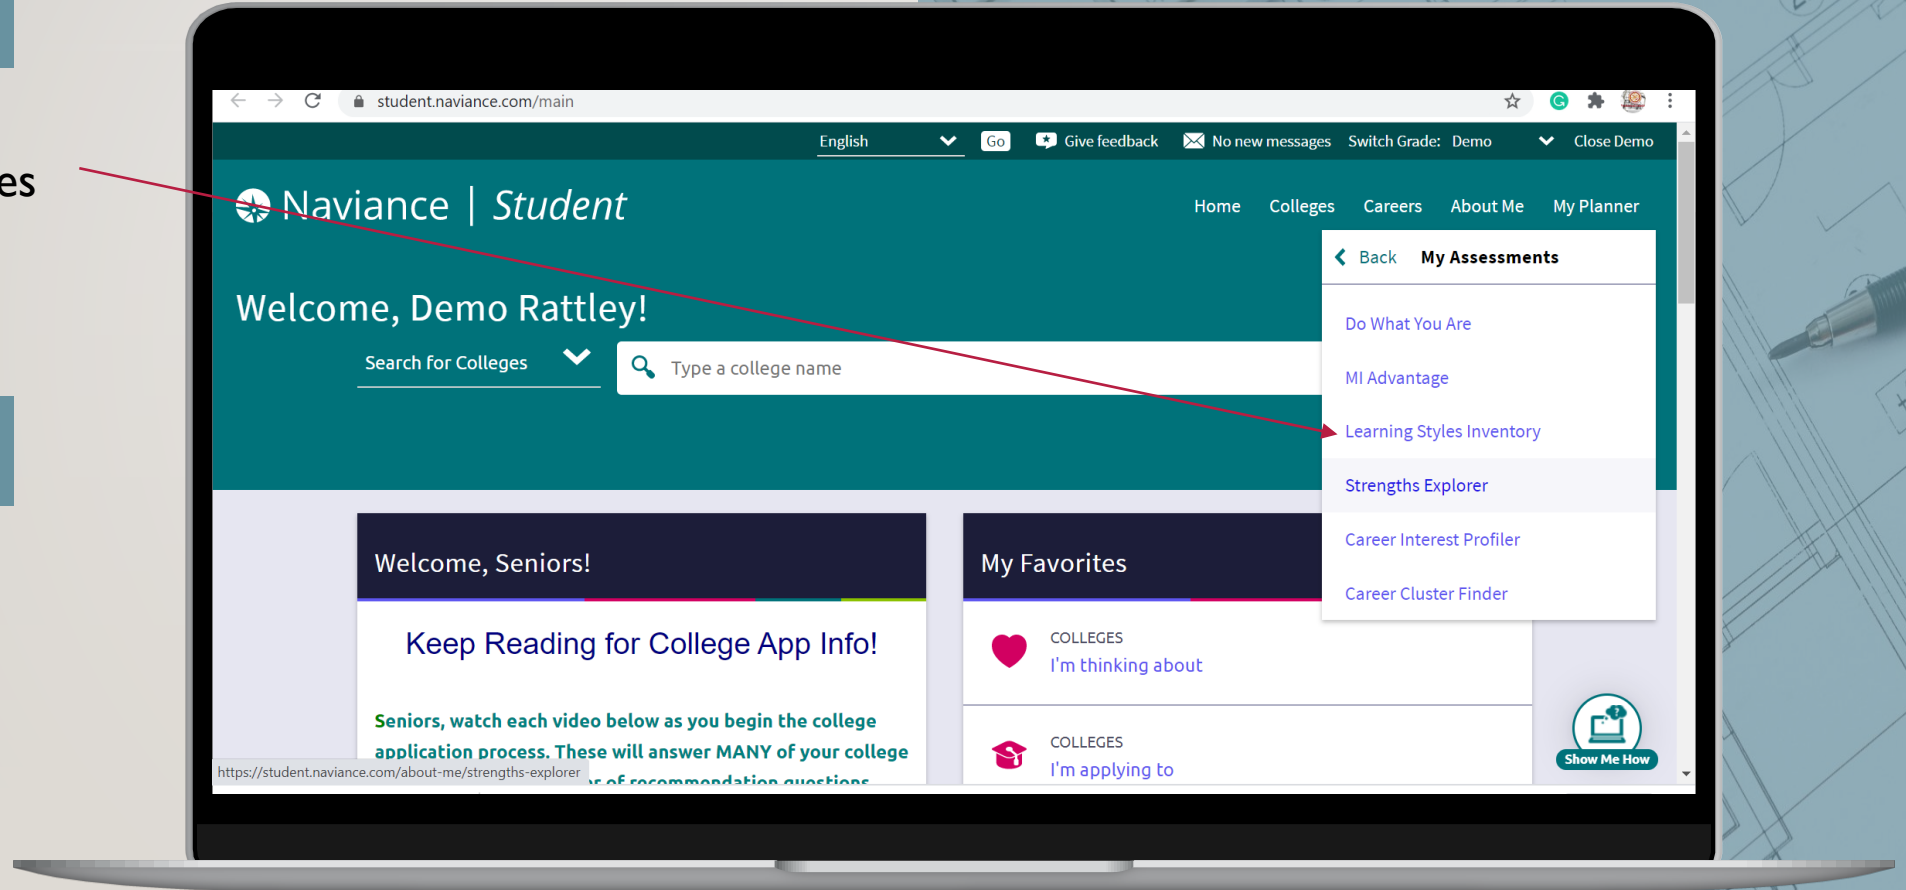 es
student.naviance.com/main
English Go Give feedback No new messages Switch Grade: Demo Close Demo
Naviance | Student
Home Colleges Careers About Me My Planner
Back My Assessments
Welcome, Demo Rattley!
Do What You Are
Search for Colleges Type a college name
MI Advantage
Learning Styles Inventory
Strengths Explorer
Career Interest Profiler
Career Cluster Finder
Welcome, Seniors!
Keep Reading for College App Info!
Seniors, watch each video below as you begin the college
application process. These will answer MANY of your college
of recommendation questions
My Favorites
COLLEGES
I'm thinking about
COLLEGES
I'm applying to
Show Me How
https://student.naviance.com/about-me/strengths-explorer